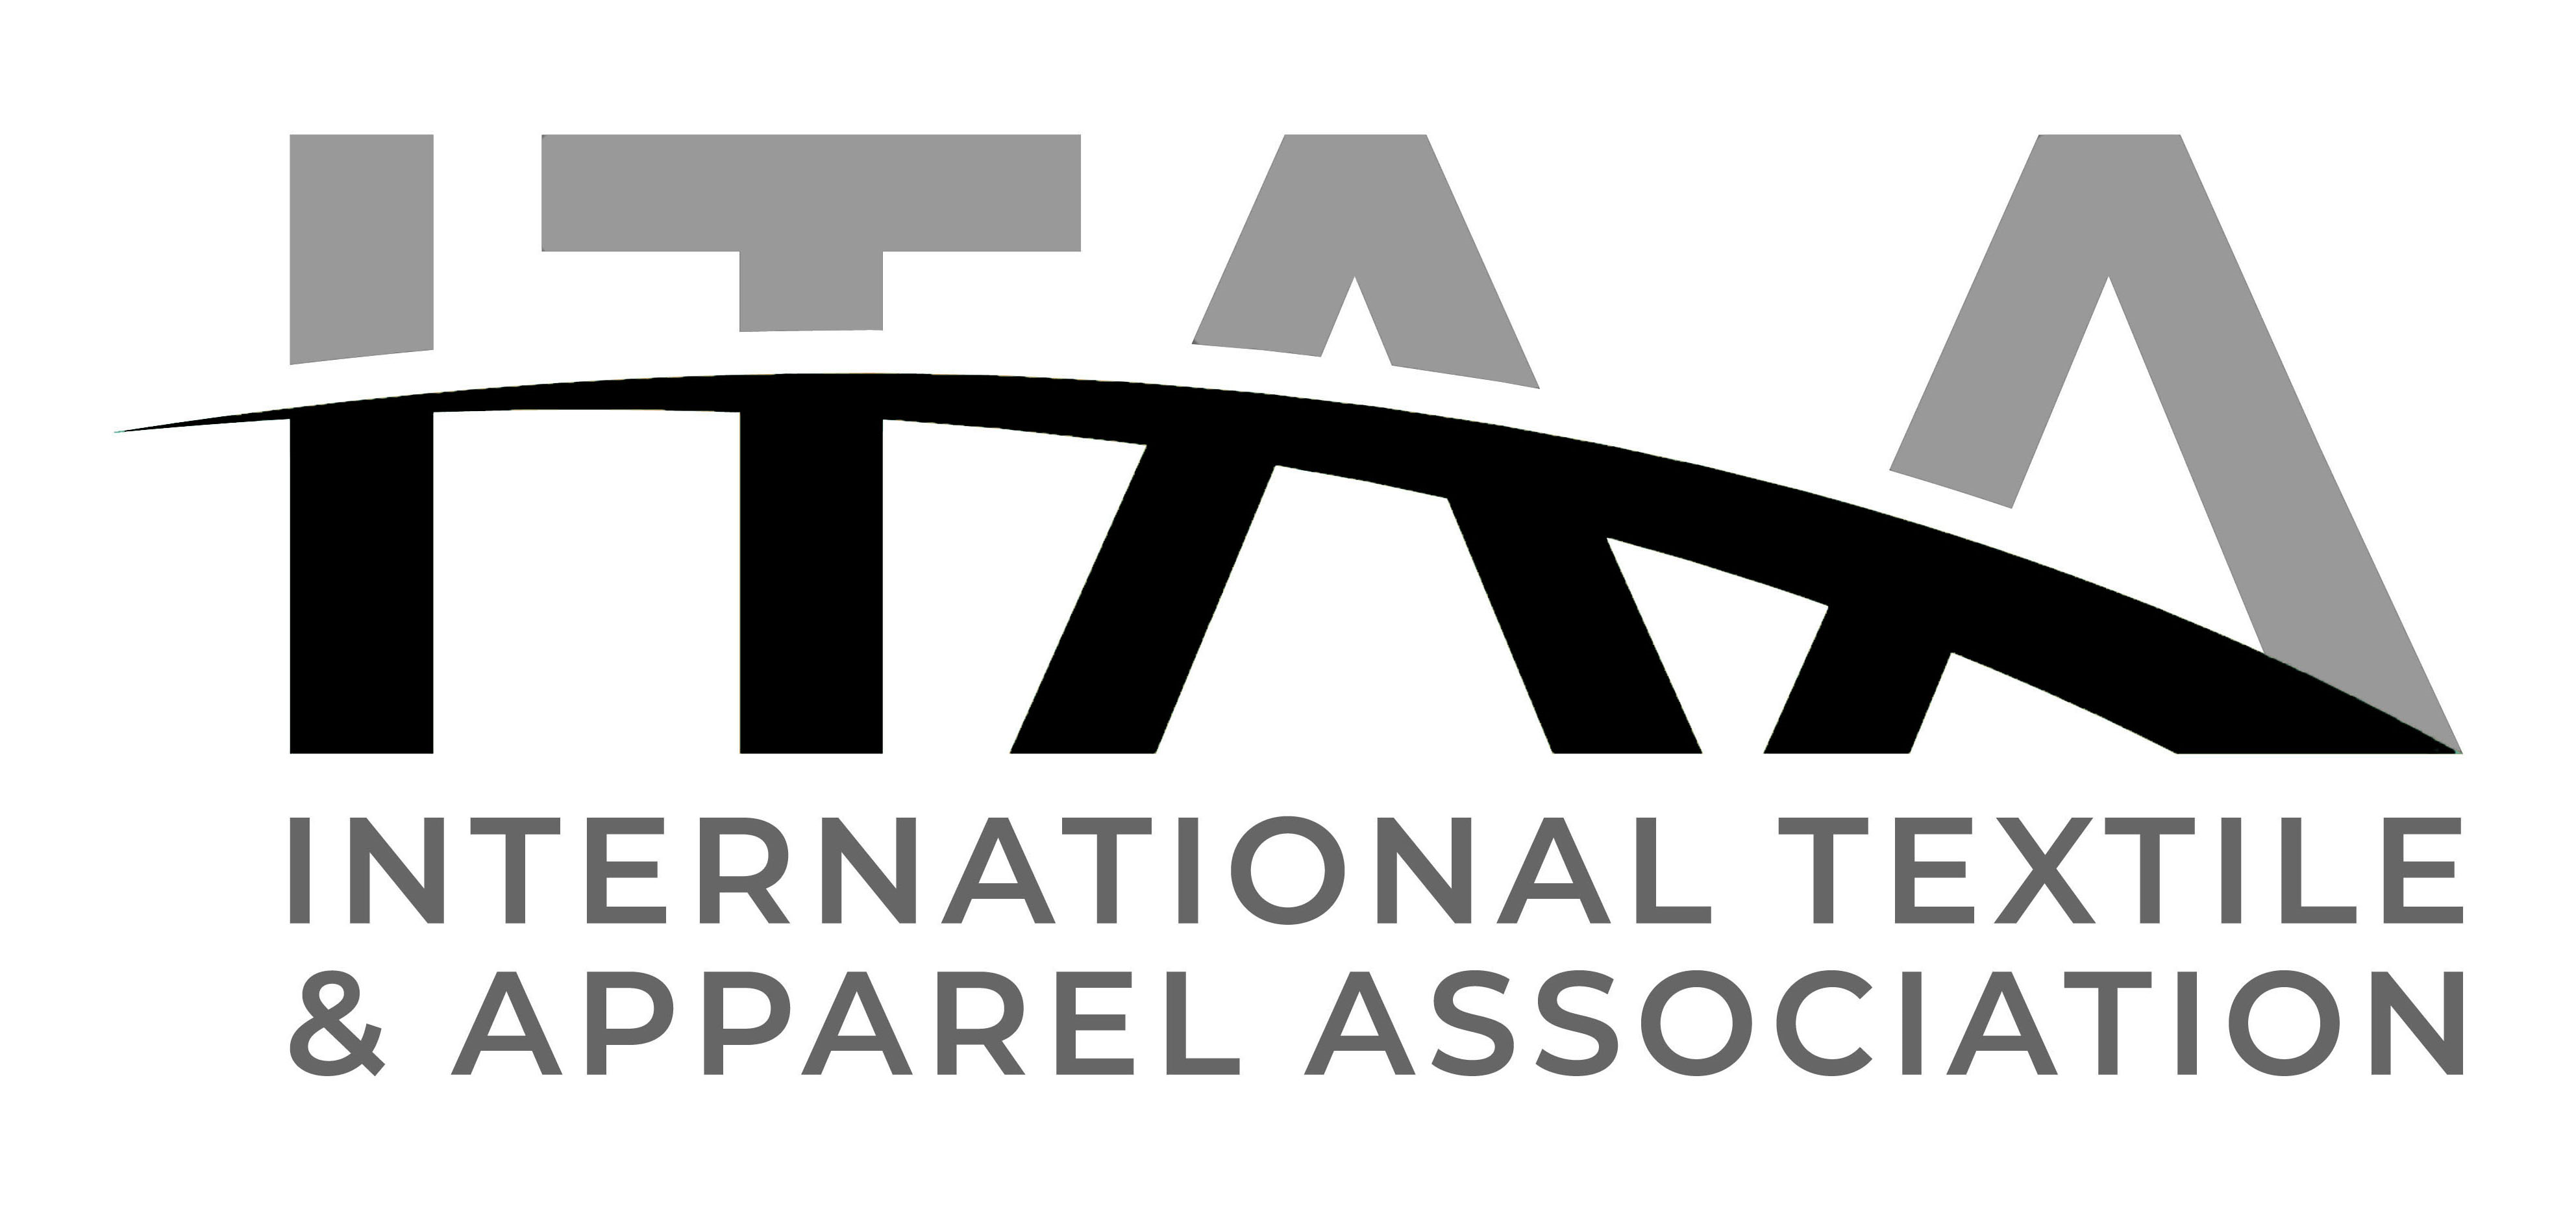 ITAA
INTERNATIONAL TEXTILE
& APPAREL ASSOCIATION